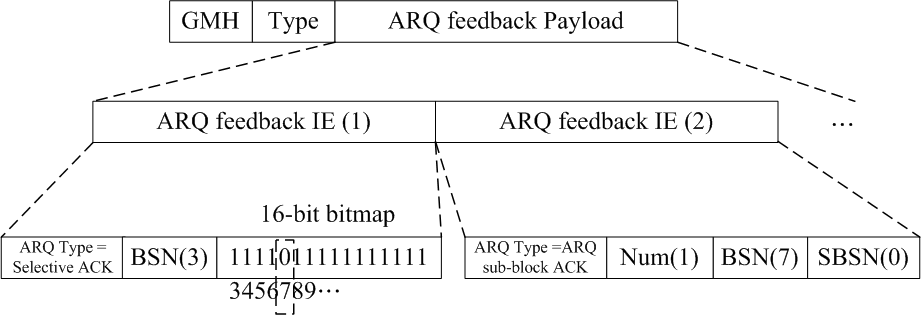 GMH Type ARQ feedback Payload
ARQ feedback IE (1) ARQ feedback IE (2) ...
16-bit bitmap
ARQ Type = Selective ACK
BSN(3) 1111011111111111
ARQ Type =ARQ sub-block ACK
Num(1) BSN(7) SBSN(0)
3456789···